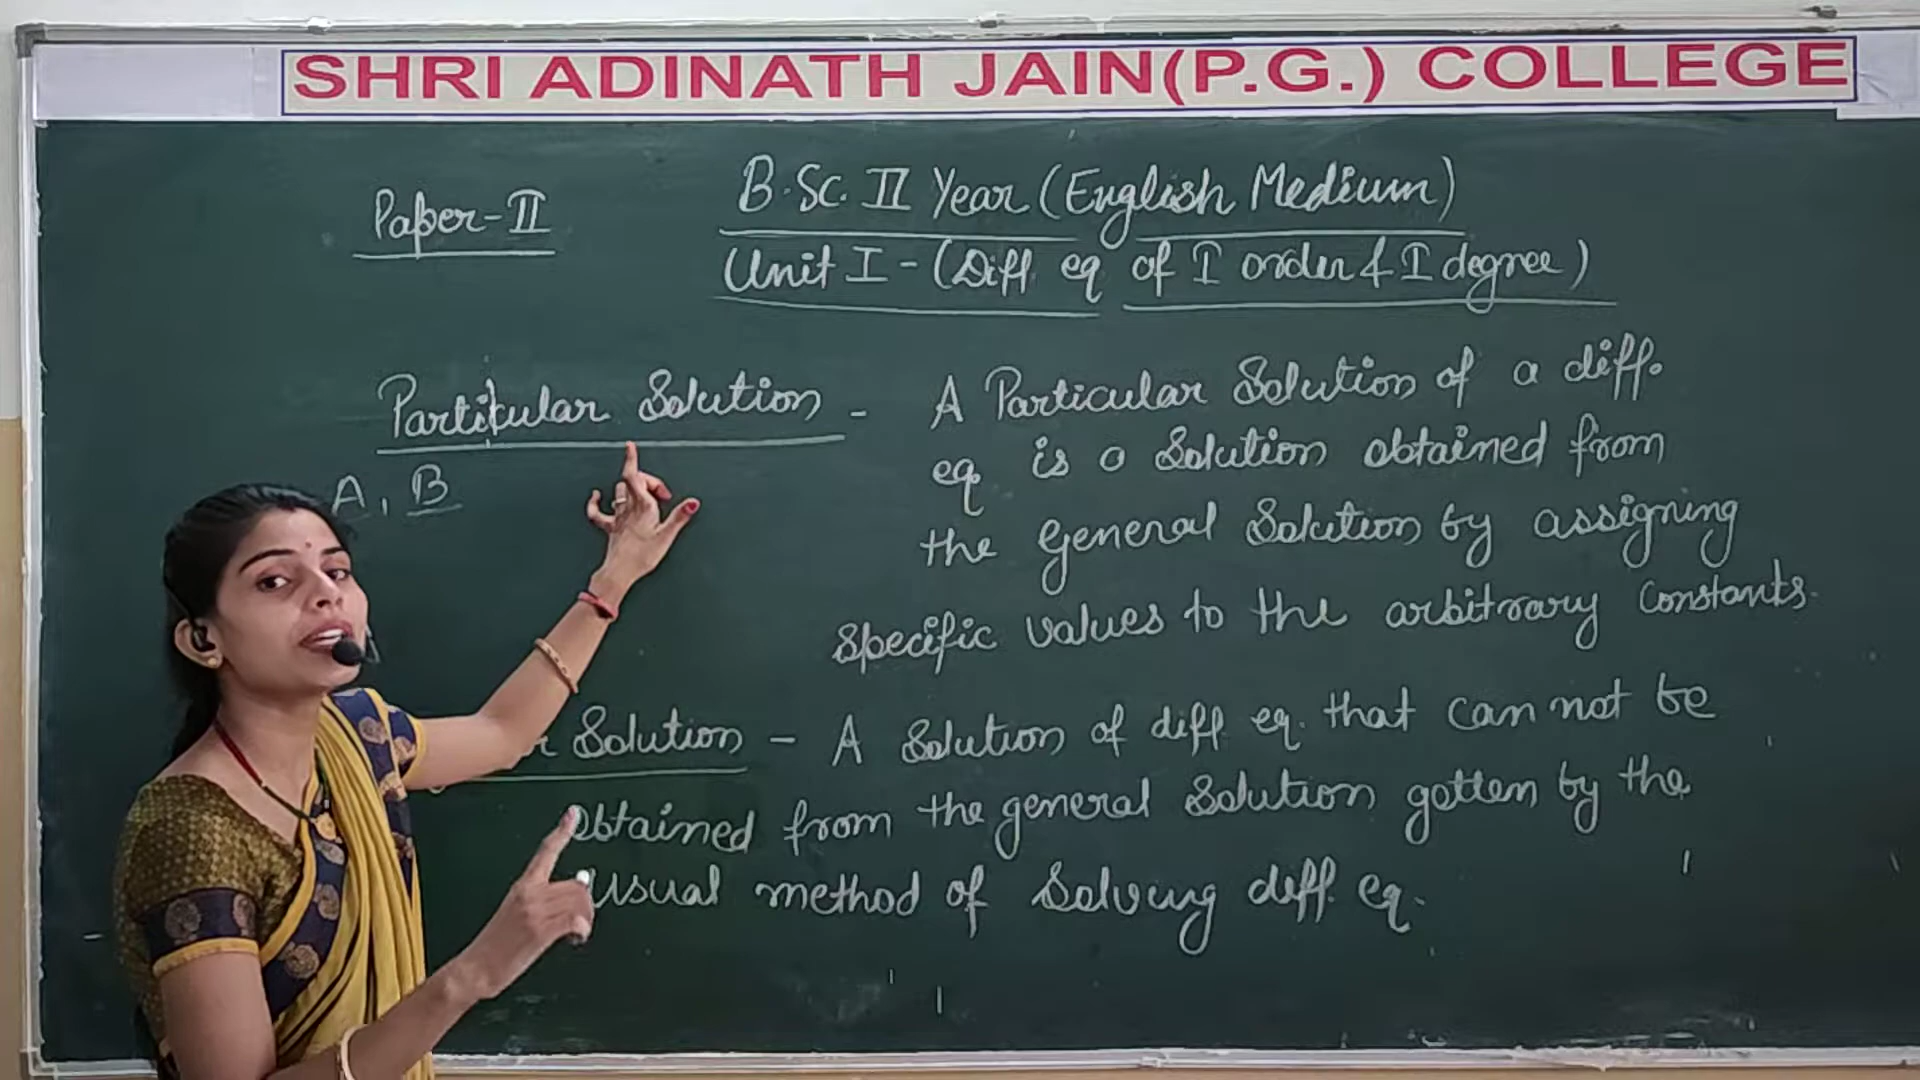 SHRI ADINATH JAIN(P.G.) COLLEGE
Paper-II
B.Sc. II Year (English Medium)
Unit I - (Diff eq of I order & I degree)
Particular Solution - A Particular Solution of a diff.
eq is a Solution obtained from
the General Solution by assigning
Specific values to the arbitrary Constants.
A, B
Solution - A Solution of diff eq. that can not be
Obtained from the general Solution gotten by the
Usual method of Solving diff. eq.